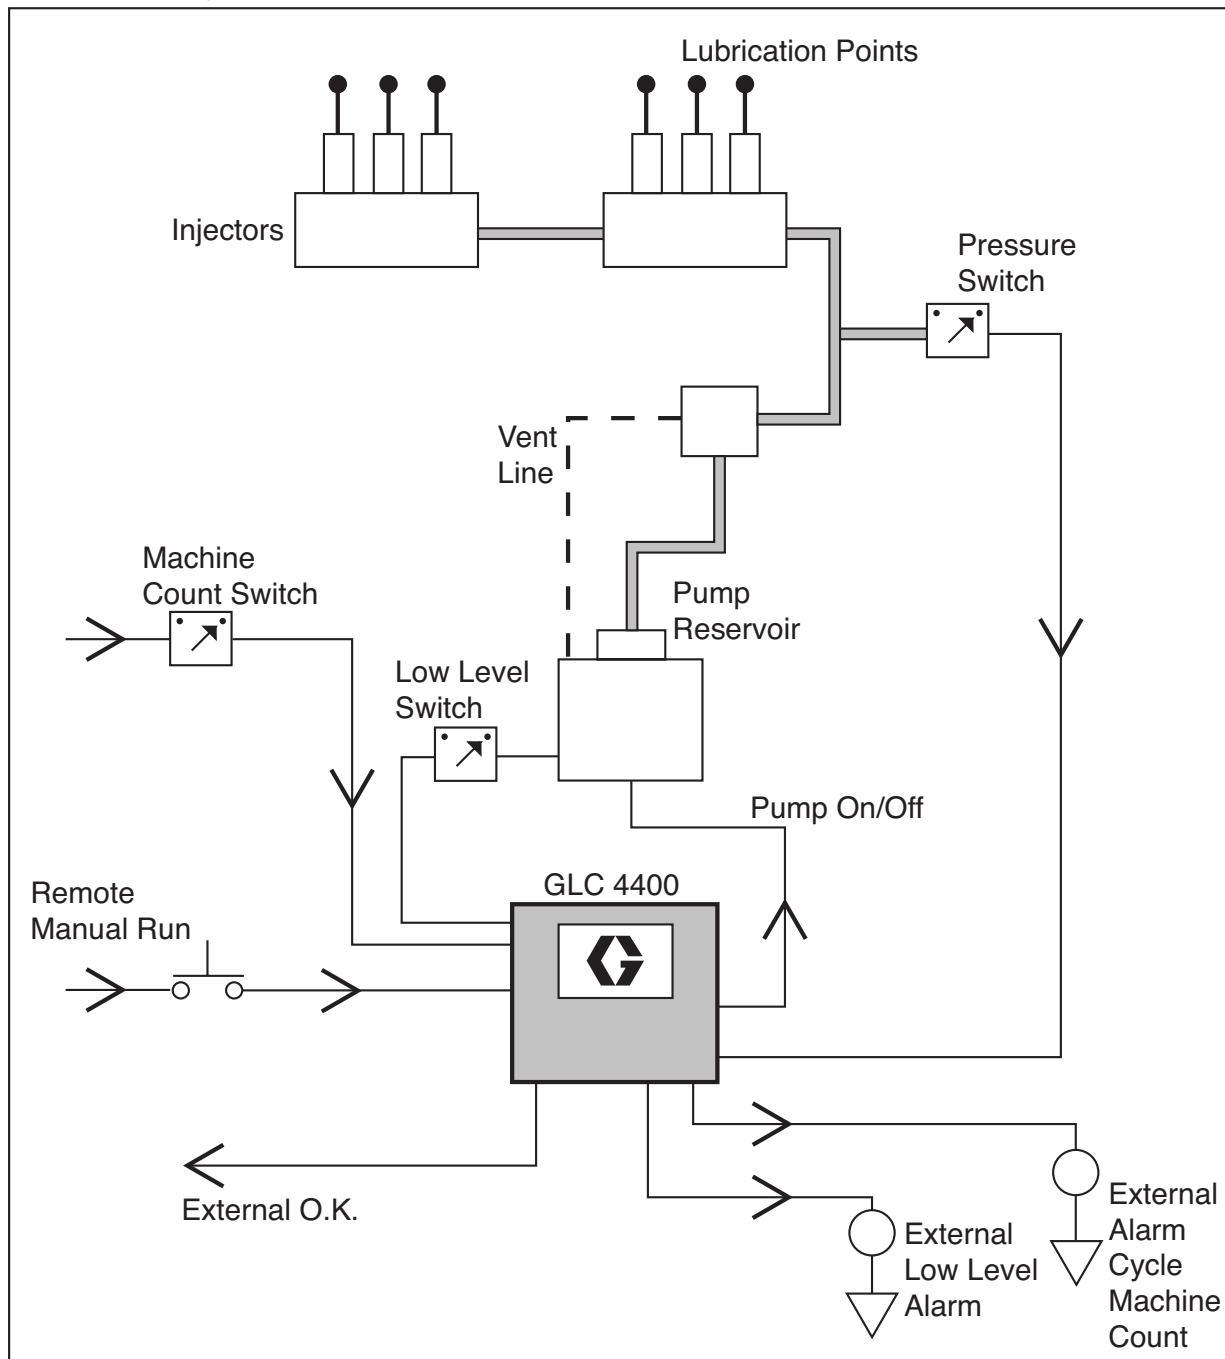 Lubrication Points
Injectors
Pressure
Switch
Vent
Line
Machine
Count Switch
Pump
Reservoir
Low Level
Switch
Pump On/Off
GLC 4400
Remote
Manual Run
External O.K.
External
Low Level
Alarm
External
Alarm
Cycle
Machine
Count